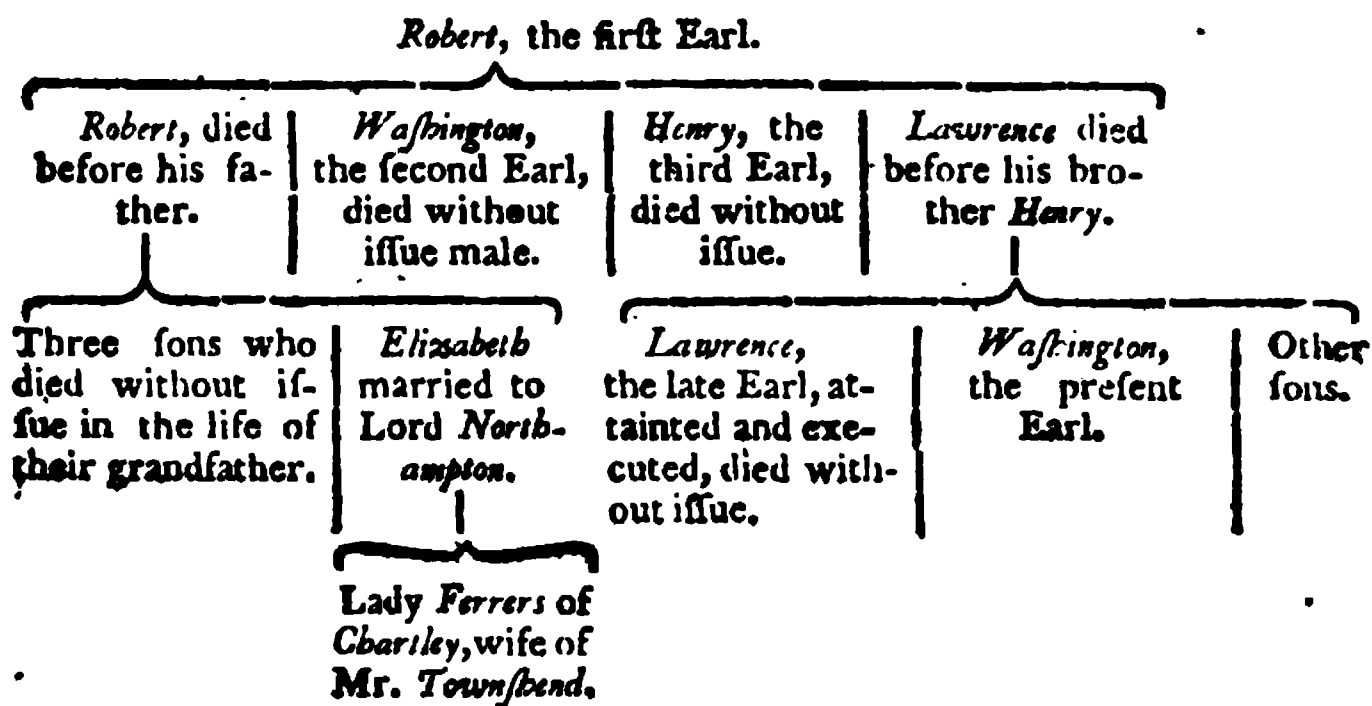 Robert, the firſt Earl.
Robert, died
before his fa-
ther.
Waſhington,
the ſecond Earl,
died without
iſſue male.
Henry, the
third Earl,
died without
iſſue.
Lawrence died
before his bro-
ther Henry.
Three ſons who
died without iſ-
ſue in the life of
their grandfather.
Elizabeth
married to
Lord North-
ampton.
Lawrence,
the late Earl, at-
tainted and exe-
cuted, died with-
out iſſue.
Waſhington,
the preſent
Earl.
Other
ſons.
Lady Ferrers of
Chartley, wife of
Mr. Townſhend.